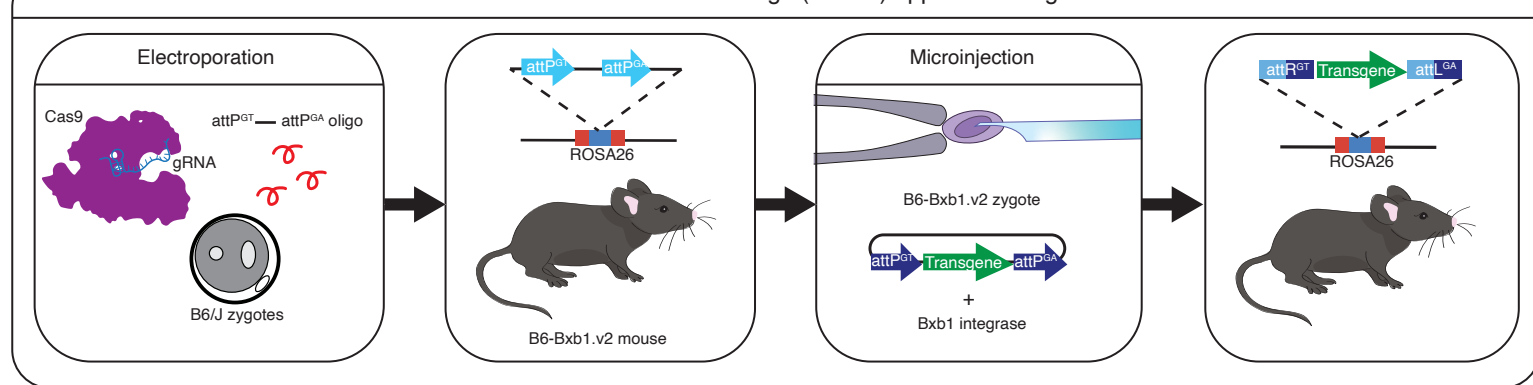 Electroporation
Cas9
attPGT — attPGA oligo
gRNA
B6/J zygotes
attPGT attPGA
ROSA26
B6-Bxb1.v2 mouse
Microinjection
B6-Bxb1.v2 zygote
attPGT Transgene attPGA
+
Bxb1 integrase
attRGT Transgene attLGA
ROSA26